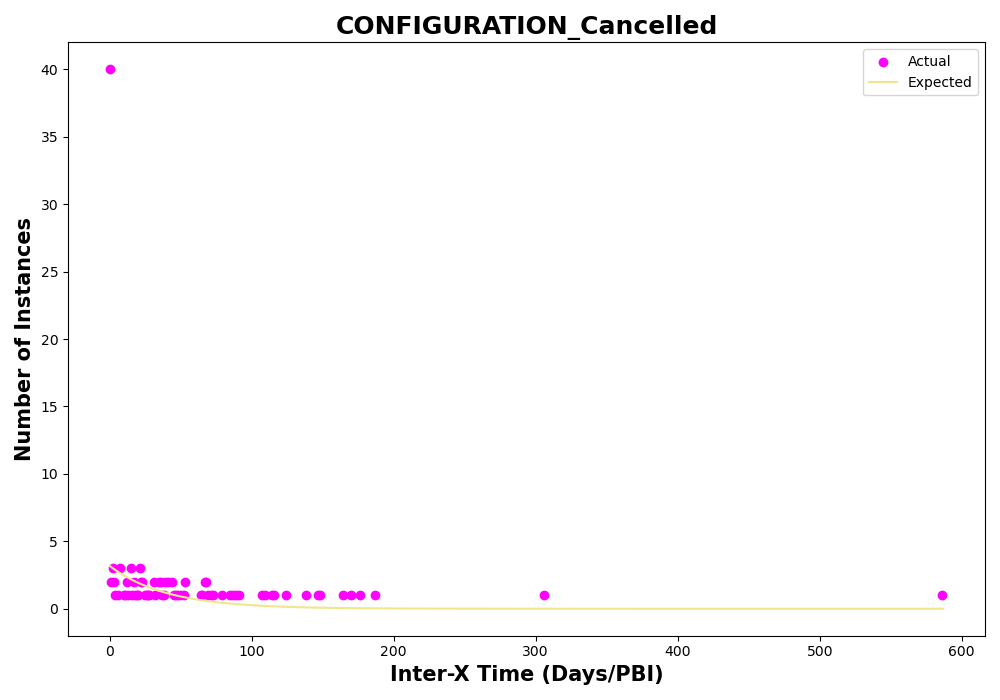 CONFIGURATION_Cancelled
Actual
Expected
Number of Instances
40
35
30
25
20
15
10
5
0
0 100 200 300 400 500 600
Inter-X Time (Days/PBI)